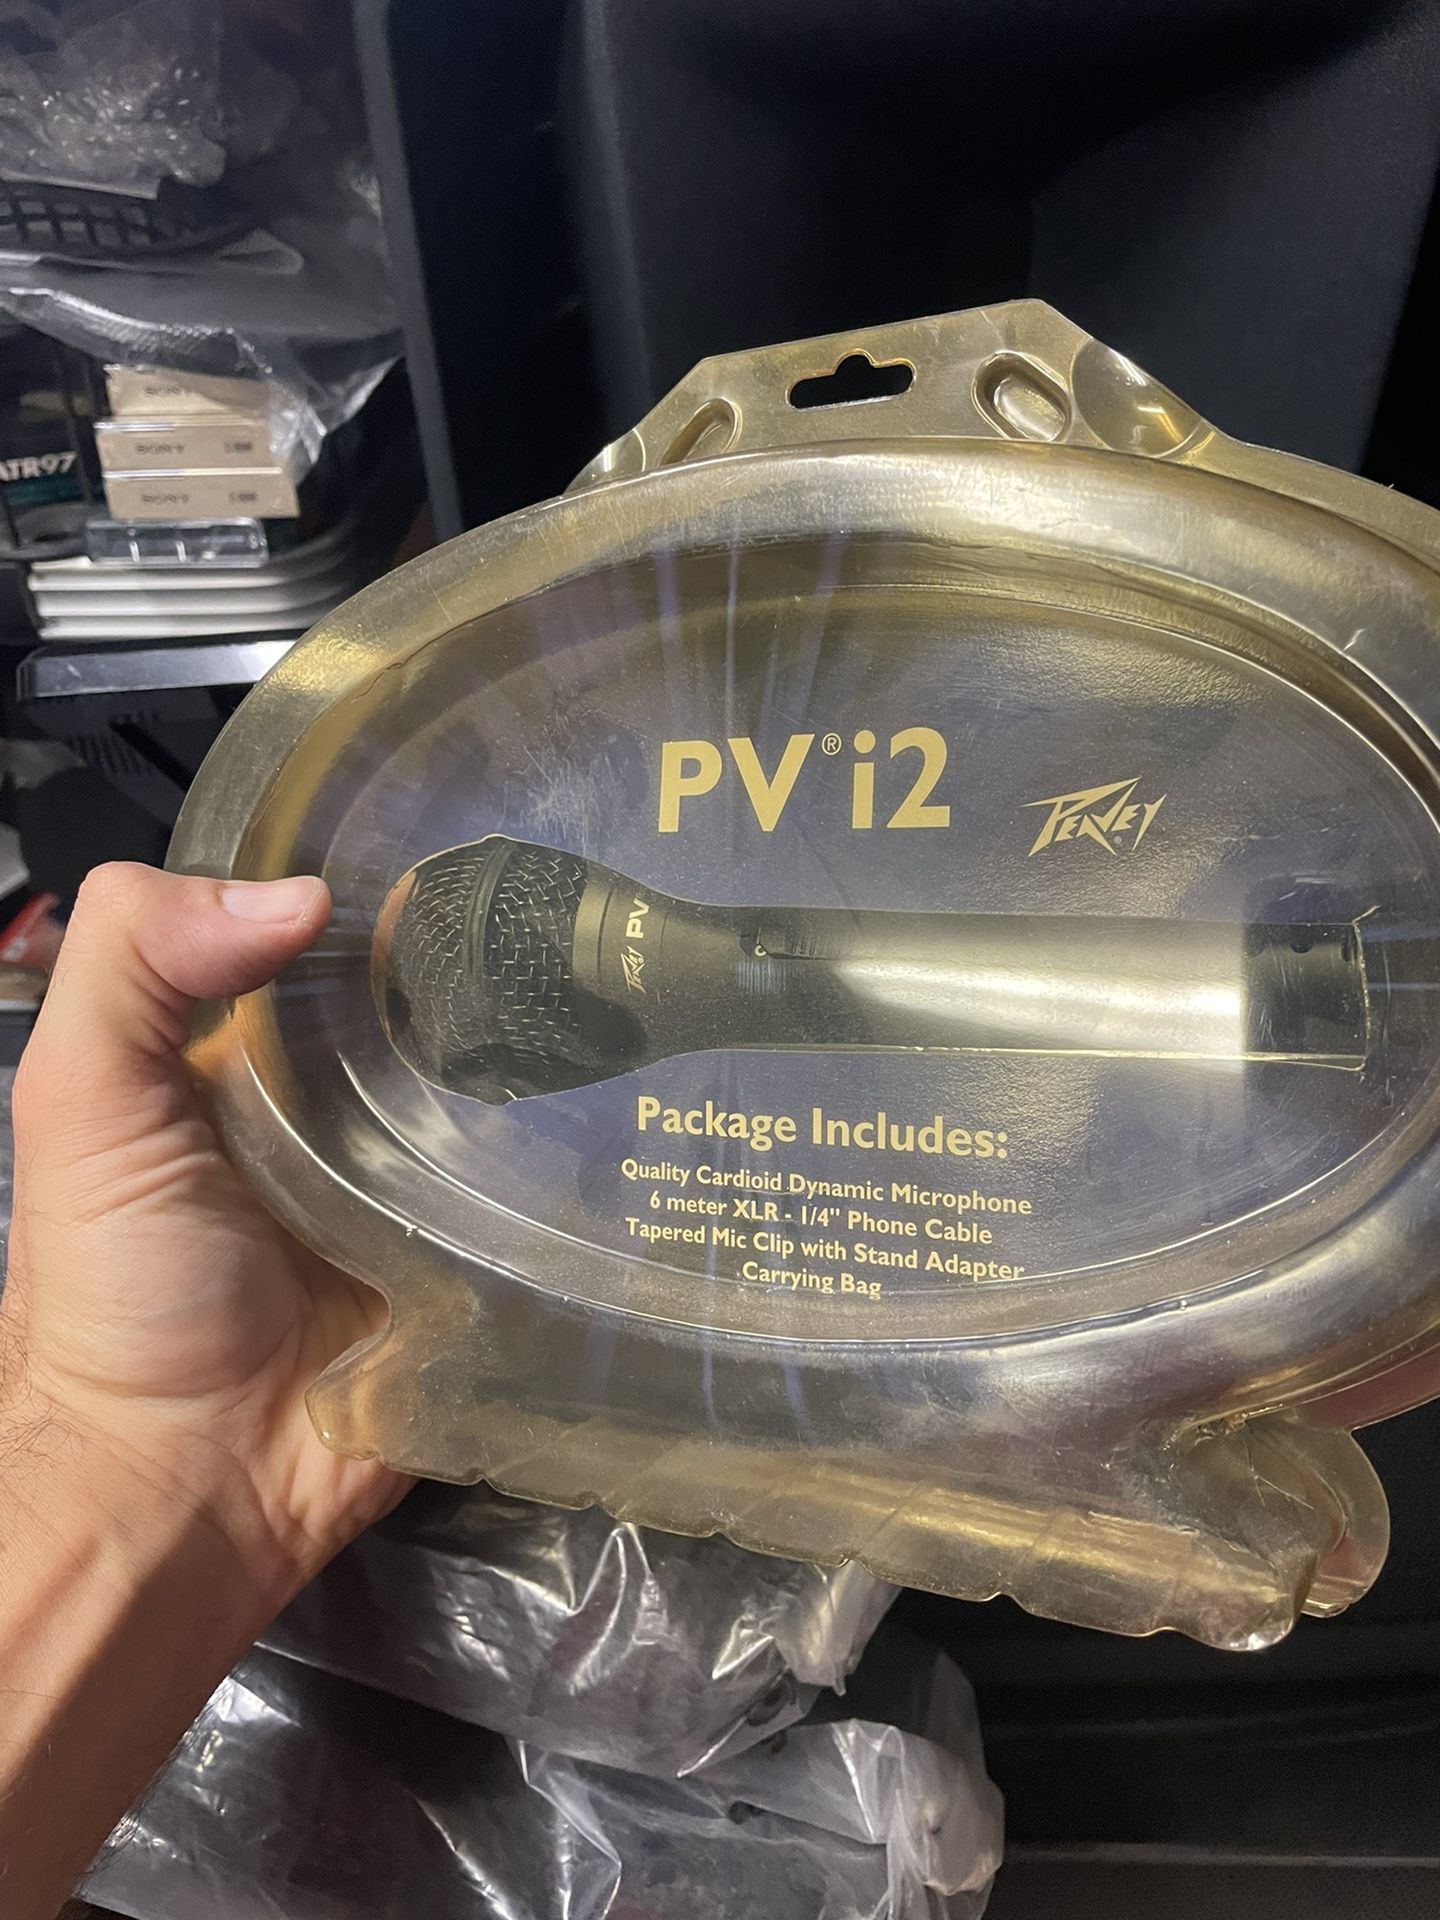 SONY
SONY
SONY
ATR97
PV® i2
PEAVEY®
PEAVEY PV
Package Includes:
Quality Cardioid Dynamic Microphone
6 meter XLR - 1/4" Phone Cable
Tapered Mic Clip with Stand Adapter
Carrying Bag